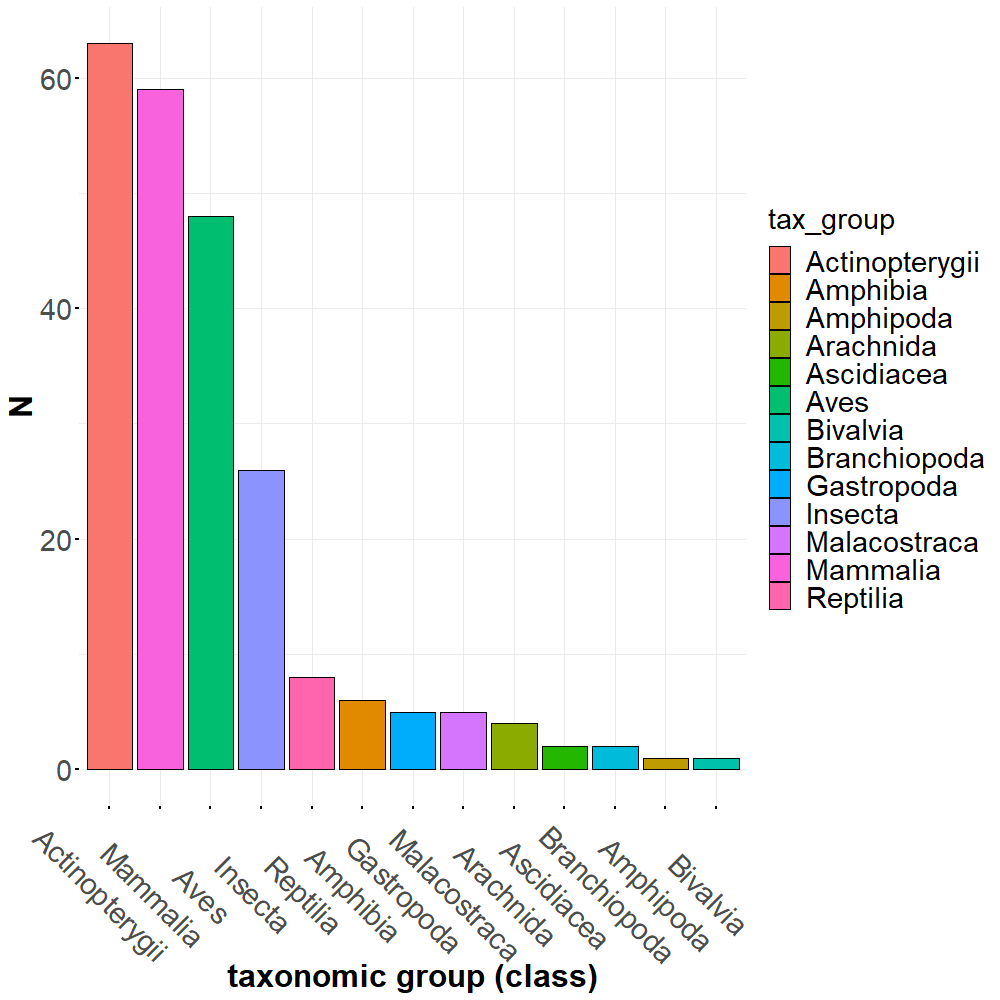 N
60
40
20
0
Actinopterygii
Mammalia
Aves
Insecta
Reptilia
Amphibia
Gastropoda
Malacostraca
Arachnida
Ascidiacea
Branchiopoda
Amphipoda
Bivalvia
taxonomic group (class)
tax_group
Actinopterygii
Amphibia
Amphipoda
Arachnida
Ascidiacea
Aves
Bivalvia
Branchiopoda
Gastropoda
Insecta
Malacostraca
Mammalia
Reptilia